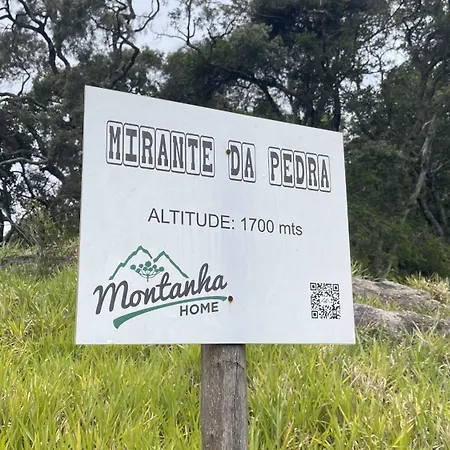 MIRANTE DA PEDRA
ALTITUDE: 1700 mts
Montanha
HOME